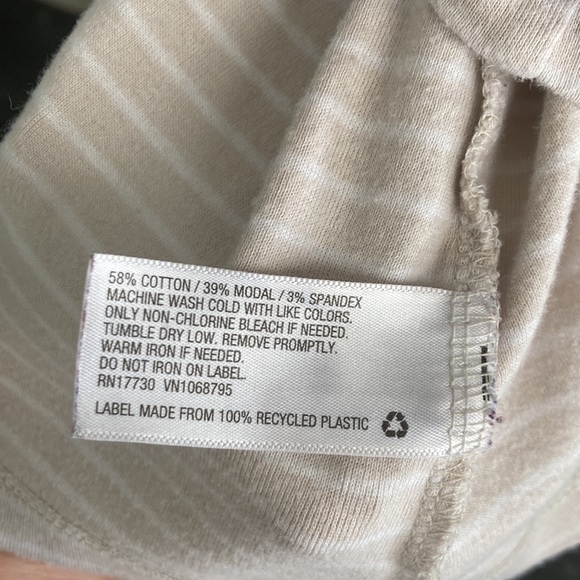 58% COTTON / 39% MODAL / 3% SPANDEX
MACHINE WASH COLD WITH LIKE COLORS.
ONLY NON-CHLORINE BLEACH IF NEEDED.
TUMBLE DRY LOW. REMOVE PROMPTLY.
WARM IRON IF NEEDED.
DO NOT IRON ON LABEL.
RN17730 VN1068795
LABEL MADE FROM 100% RECYCLED PLASTIC